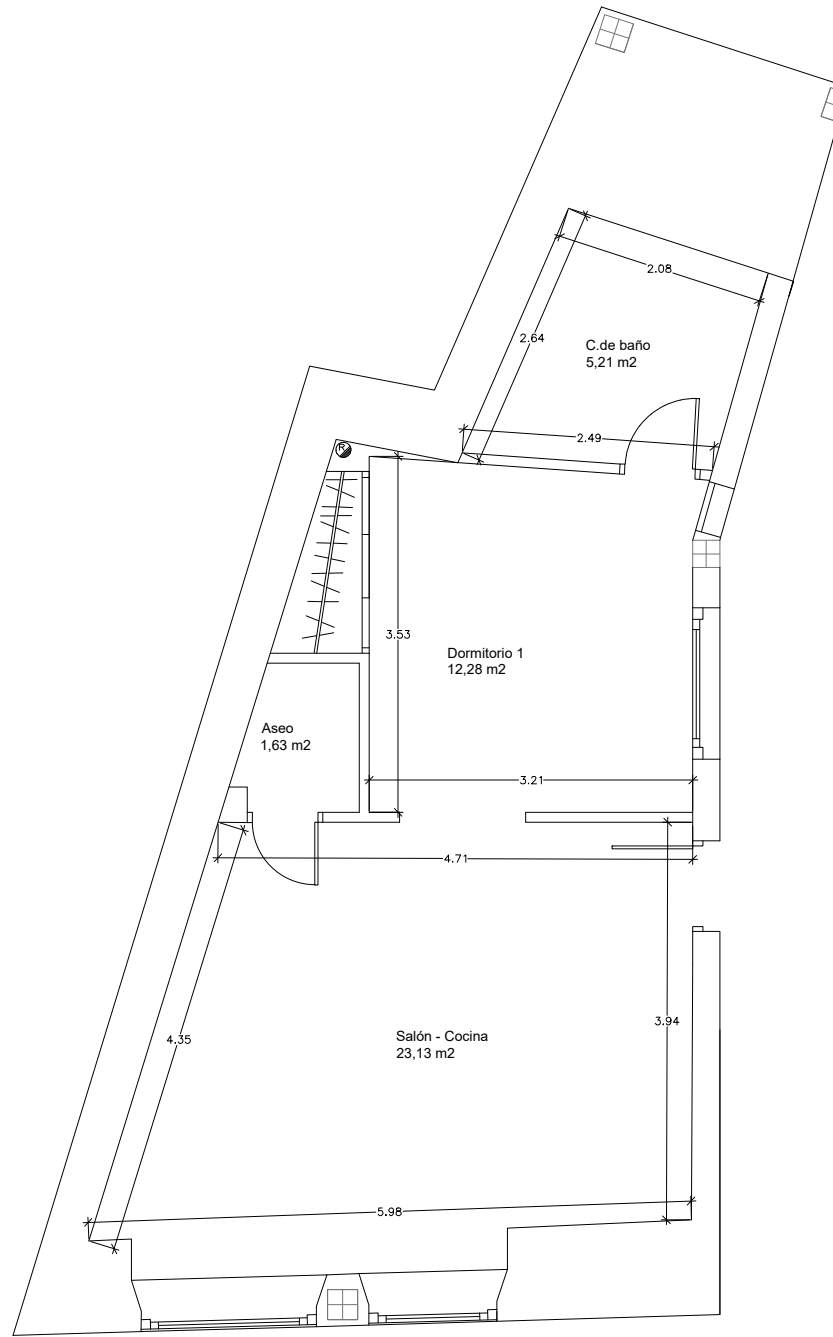 2.08
2.64
C.de baño
5,21 m2
2.49
R
3.53
Dormitorio 1
12,28 m2
Aseo
1,63 m2
3.21
4.71
4.35
Salón - Cocina
23,13 m2
3.94
5.98